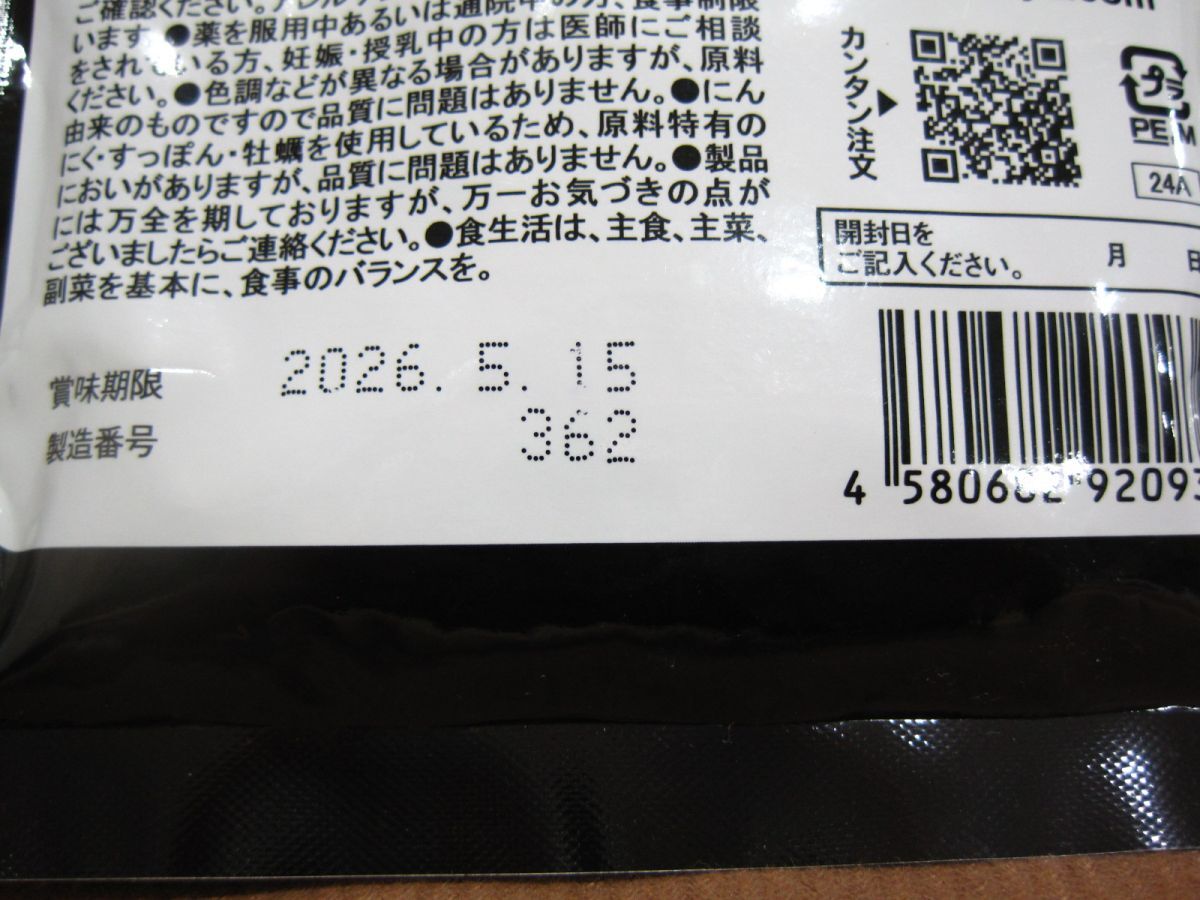 ご確認ください。アレルギ
います。●薬を服用中あるいは通院中の方、食事制限
をされている方、妊娠・授乳中の方は医師にご相談
ください。●色調などが異なる場合がありますが、原料
由来のものですので品質に問題はありません。●にん
にく・すっぽん・牡蠣を使用しているため、原料特有の
においがありますが、品質に問題はありません。●製品
には万全を期しておりますが、万一お気づきの点が
ございましたらご連絡ください。●食生活は、主食、主菜、
副菜を基本に、食事のバランスを。
カンタン注文
プラ
24A
開封日を
ご記入ください。
月 日
賞味期限 2026.5.15
製造番号 362
4 580602 92093